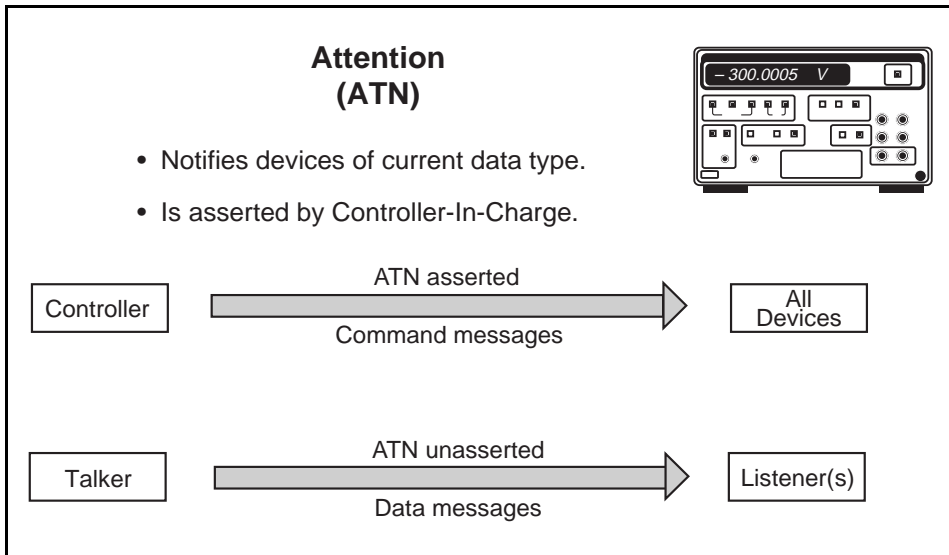 Attention
(ATN)
– 300.0005 V
• Notifies devices of current data type.
• Is asserted by Controller-In-Charge.
ATN asserted
Controller
All
Devices
Command messages
ATN unasserted
Talker
Listener(s)
Data messages